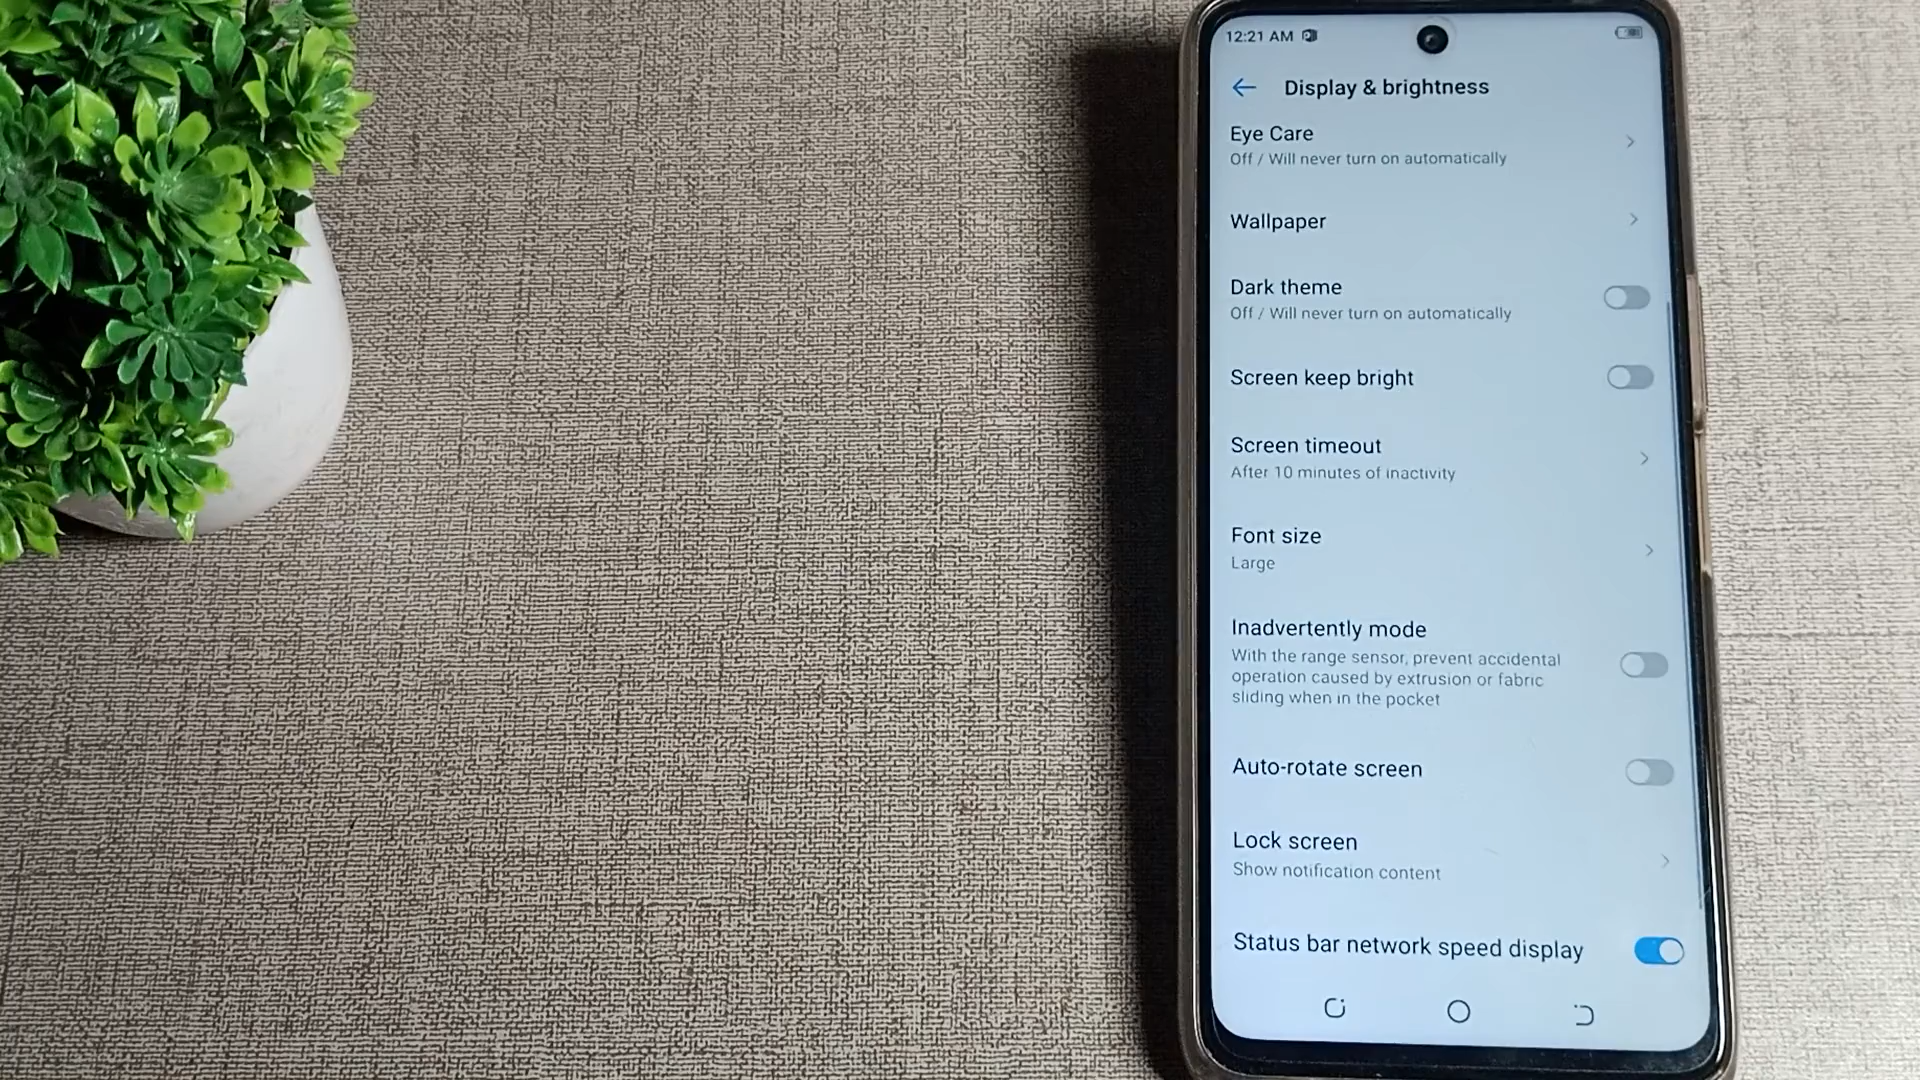 12:21 AM
Display & brightness
Eye Care
Off / Will never turn on automatically
Wallpaper
Dark theme
Off / Will never turn on automatically
Screen keep bright
Screen timeout
After 10 minutes of inactivity
Font size
Large
Inadvertently mode
With the range sensor, prevent accidental
operation caused by extrusion or fabric
sliding when in the pocket
Auto-rotate screen
Lock screen
Show notification content
Status bar network speed display